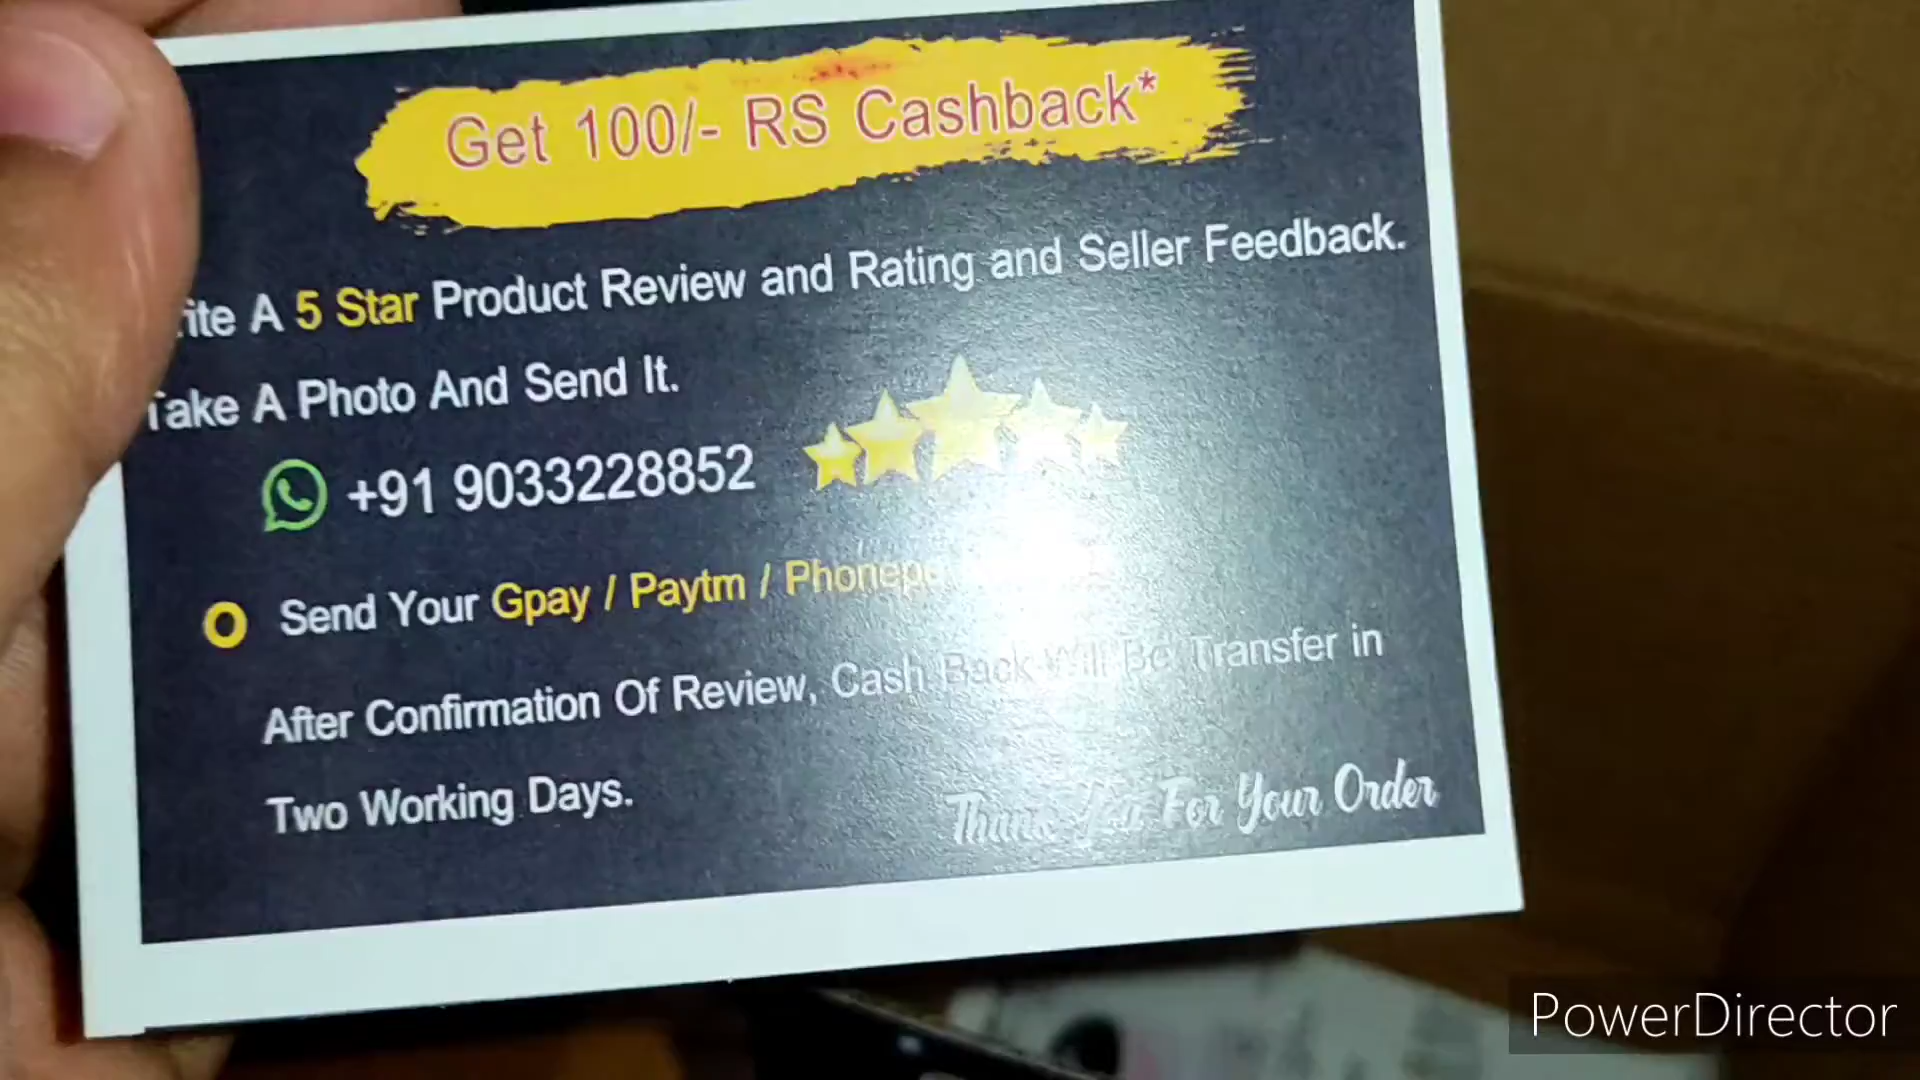 Get 100/- RS Cashback*
A 5 Star Product Review and Rating and Seller Feedback.
Take A Photo And Send It.
+91 9033228852
Send Your Gpay / Paytm / Phonepe
After Confirmation Of Review, Cash Back Will Be Transfer in
Two Working Days.
Thank You For Your Order
PowerDirector